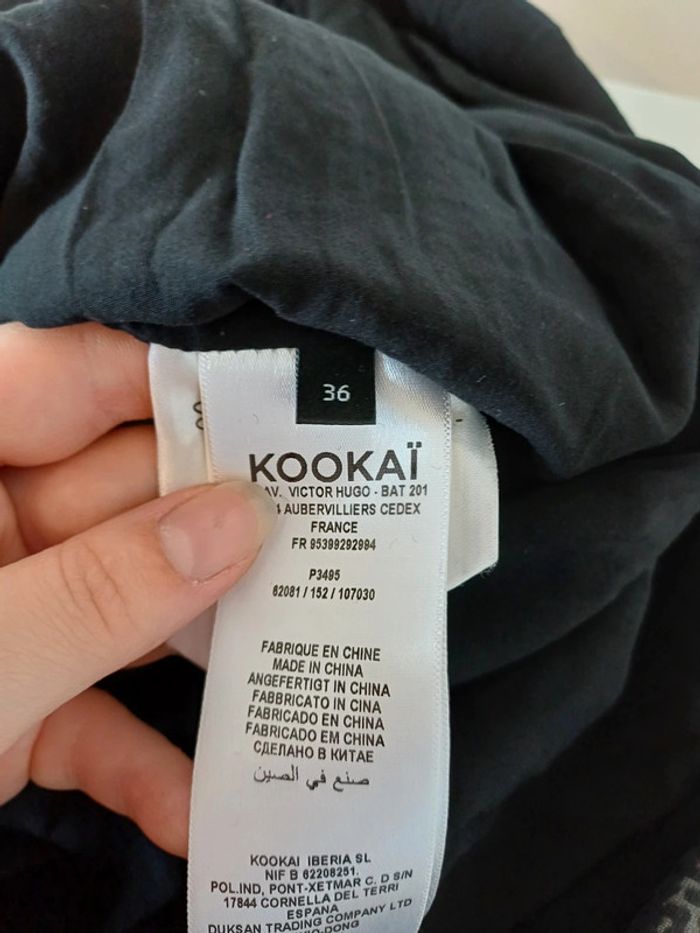 36
KOOKAÏ
AV. VICTOR HUGO - BAT 201
AUBERVILLIERS CEDEX
FRANCE
FR 95399292994
P3495
62081 / 152 / 107030
FABRIQUE EN CHINE
MADE IN CHINA
ANGEFERTIGT IN CHINA
FABBRICATO IN CINA
FABRICADO EN CHINA
FABRICADO EM CHINA
СДЕЛАНО В КИТАЕ
صنع في الصين
KOOKAI IBERIA SL
NIF B 62208251.
POL.IND, PONT-XETMAR C. D S/N
17844 CORNELLA DEL TERRI
ESPANA
DUKSAN TRADING COMPANY LTD